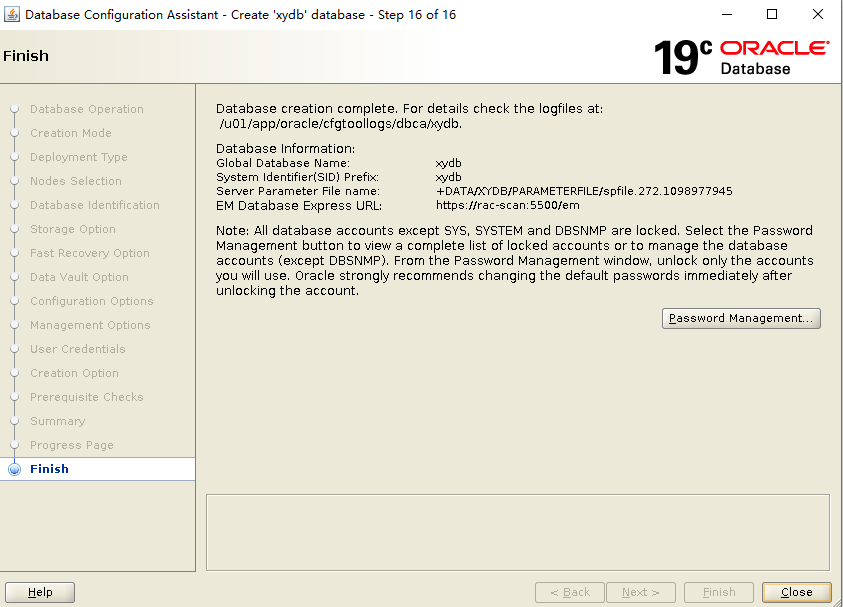 Database Configuration Assistant - Create 'xydb' database - Step 16 of 16
Finish
19c ORACLE
Database
Database Operation
Creation Mode
Deployment Type
Nodes Selection
Database Identification
Storage Option
Fast Recovery Option
Data Vault Option
Configuration Options
Management Options
User Credentials
Creation Option
Prerequisite Checks
Summary
Progress Page
Finish
Database creation complete. For details check the logfiles at:
/u01/app/oracle/cfgtoollogs/dbca/xydb.
Database Information:
Global Database Name: xydb
System Identifier(SID) Prefix: xydb
Server Parameter File name: +DATA/XYDB/PARAMETERFILE/spfile.272.1098977945
EM Database Express URL: https://rac-scan:5500/em
Note: All database accounts except SYS, SYSTEM and DBSNMP are locked. Select the Password
Management button to view a complete list of locked accounts or to manage the database
accounts (except DBSNMP). From the Password Management window, unlock only the accounts
you will use. Oracle strongly recommends changing the default passwords immediately after
unlocking the account.
Password Management...
Help
< Back
Next >
Finish
Close